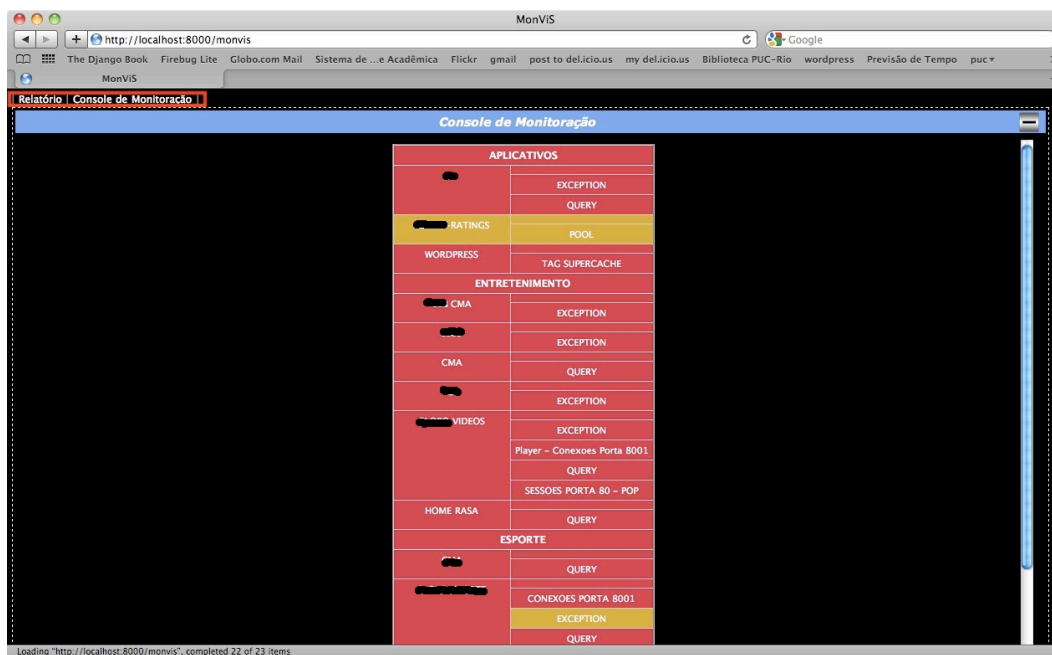 MonViS
http://localhost:8000/monvis
Google
The Django Book Firebug Lite Globo.com Mail Sistema de ...e Acadêmica Flickr gmail post to del.icio.us my del.icio.us Biblioteca PUC-Rio wordpress Previsão de Tempo puc
MonViS
| Relatório | Console de Monitoração |
Console de Monitoração
APLICATIVOS
EXCEPTION
QUERY
-RATINGS
POOL
WORDPRESS
TAG SUPERCACHE
ENTRETENIMENTO
CMA
EXCEPTION
EXCEPTION
CMA
QUERY
EXCEPTION
VIDEOS
EXCEPTION
Player - Conexoes Porta 8001
QUERY
SESSOES PORTA 80 - POP
HOME RASA
QUERY
ESPORTE
QUERY
CONEXOES PORTA 8001
EXCEPTION
QUERY
Loading "http://localhost:8000/monvis", completed 22 of 23 items